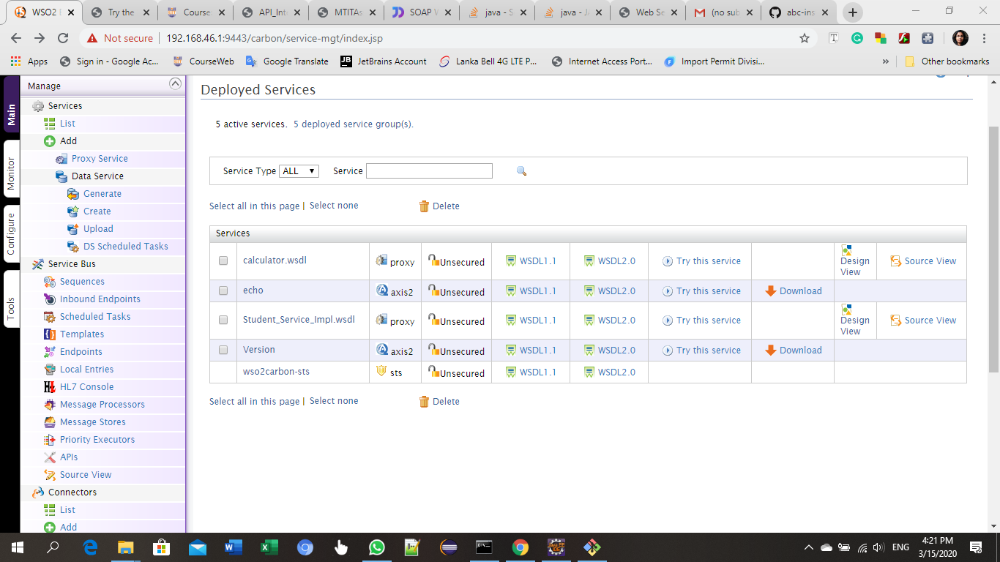 WSO2 E
Try the
Course
API_Int
MTITAs
SOAP V
java - S
java - J
Web Se
(no sub
abc-ins
Not secure
192.168.46.1:9443/carbon/service-mgt/index.jsp
Apps
Sign in - Google Ac...
CourseWeb
Google Translate
JetBrains Account
Lanka Bell 4G LTE P...
Internet Access Port...
Import Permit Divisi...
»
Other bookmarks
Main
Monitor
Configure
Tools
Manage
Services
List
Add
Proxy Service
Data Service
Generate
Create
Upload
DS Scheduled Tasks
Service Bus
Sequences
Inbound Endpoints
Scheduled Tasks
Templates
Endpoints
Local Entries
HL7 Console
Message Processors
Message Stores
Priority Executors
APIs
Source View
Connectors
List
Add
Deployed Services
5 active services. 5 deployed service group(s).
Service Type ALL Service
Select all in this page | Select none Delete
Services
calculator.wsdl proxy Unsecured WSDL1.1 WSDL2.0 Try this service Design View Source View
echo axis2 Unsecured WSDL1.1 WSDL2.0 Try this service Download
Student_Service_Impl.wsdl proxy Unsecured WSDL1.1 WSDL2.0 Try this service Design View Source View
Version axis2 Unsecured WSDL1.1 WSDL2.0 Try this service Download
wso2carbon-sts sts Unsecured WSDL1.1 WSDL2.0
Select all in this page | Select none Delete
ENG
4:21 PM
3/15/2020